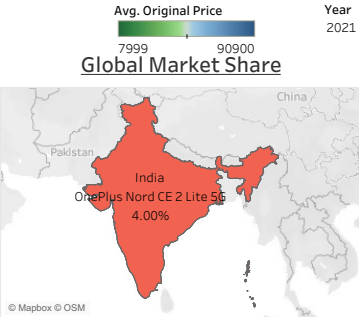 Avg. Original Price
7999 90900
Year
2021
Global Market Share
China
Pakistan
India
OnePlus Nord CE 2 Lite 5G
4.00%
© Mapbox © OSM